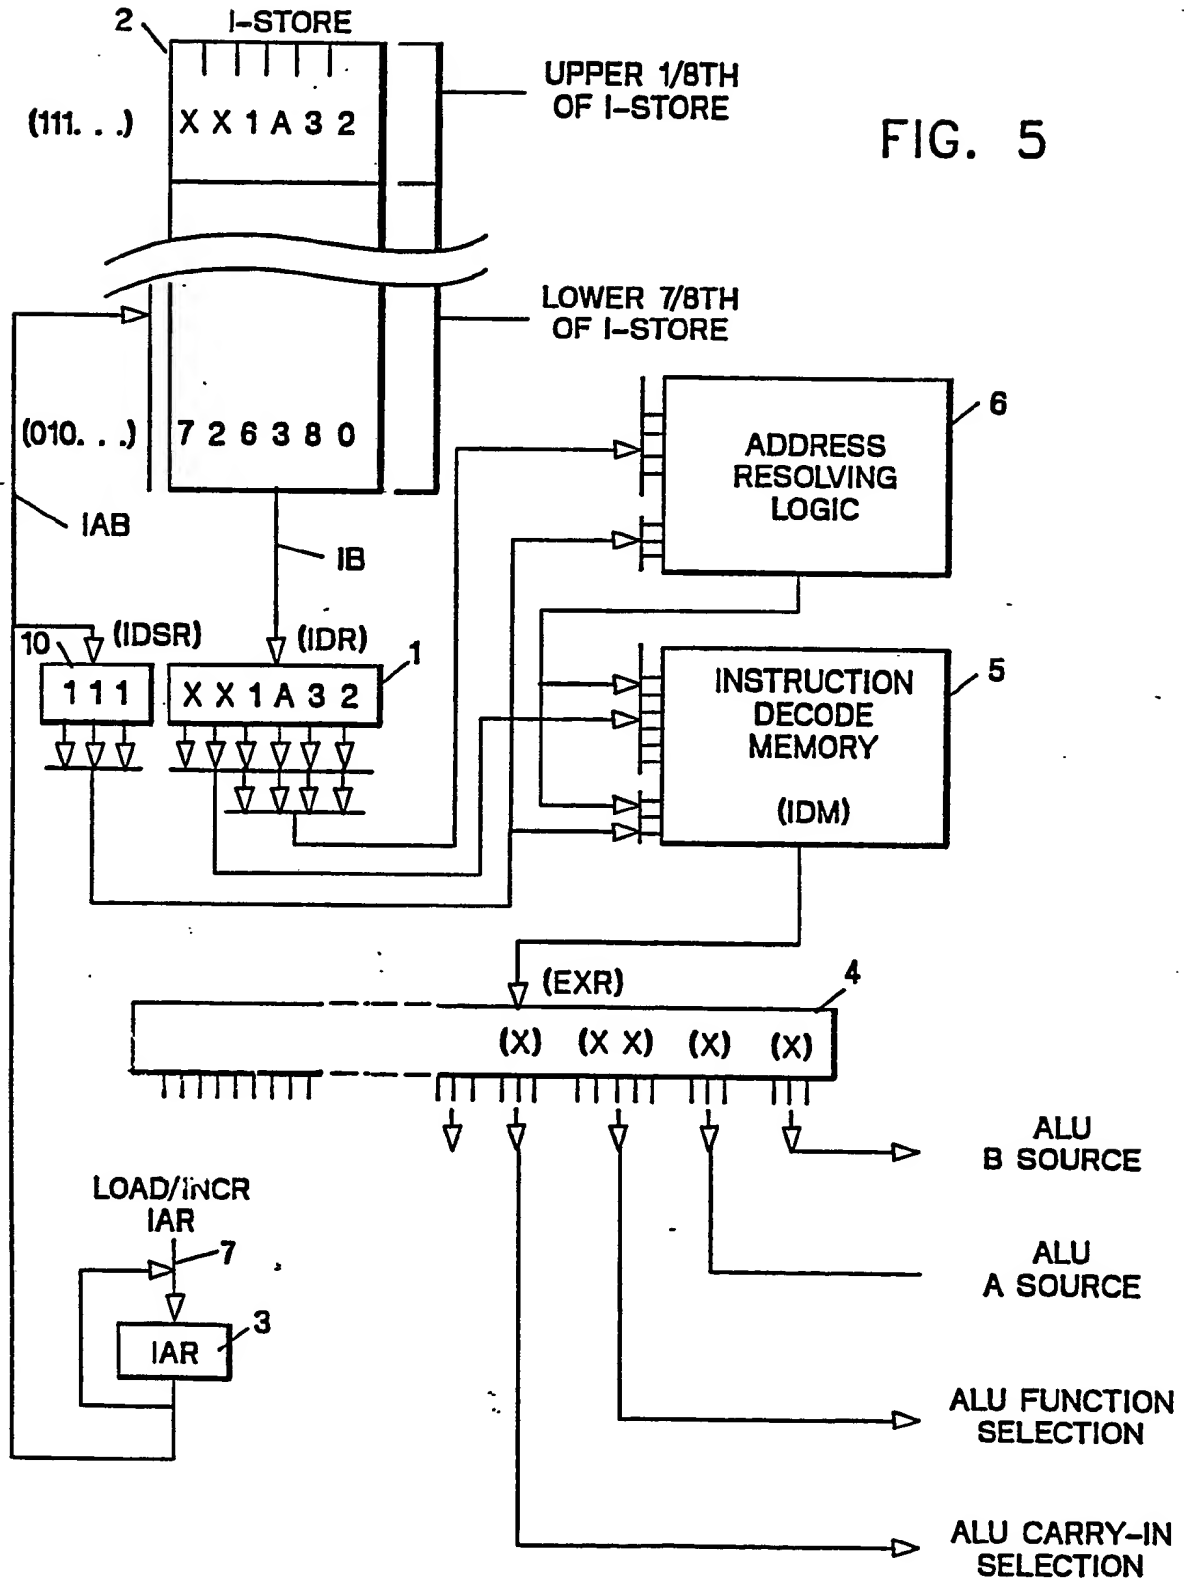 2
I-STORE
(111. . .)
X X 1 A 3 2
UPPER 1/8TH
OF I-STORE
FIG. 5
LOWER 7/8TH
OF I-STORE
(010. . .)
7 2 6 3 8 0
IAB
IB
ADDRESS
RESOLVING
LOGIC
6
10
(IDSR)
(IDR)
1
1 1 1
X X 1 A 3 2
INSTRUCTION
DECODE
MEMORY
(IDM)
5
(EXR)
4
(X)
(X X)
(X)
(X)
ALU
B SOURCE
LOAD/INCR
IAR
7
ALU
A SOURCE
3
IAR
ALU FUNCTION
SELECTION
ALU CARRY-IN
SELECTION